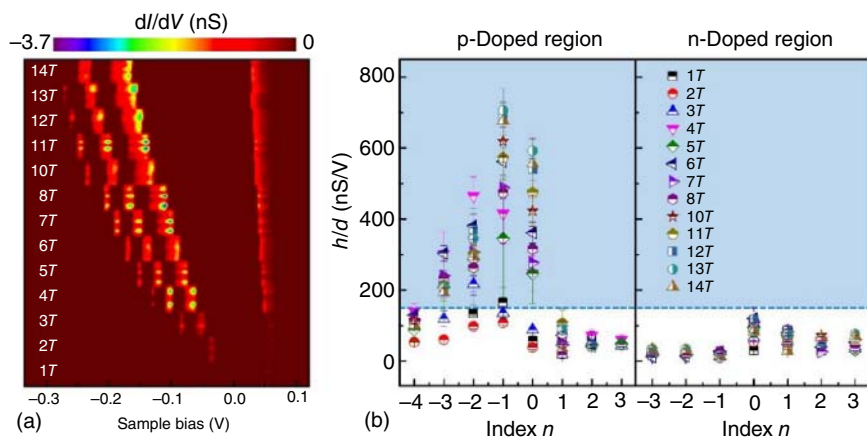 dI/dV (nS)
−3.7
0
14T
13T
12T
11T
10T
8T
7T
6T
5T
4T
3T
2T
1T
−0.3
−0.2
−0.1
0.0
0.1
(a)
Sample bias (V)
p-Doped region
n-Doped region
h/d (nS/V)
800
600
400
200
0
1T
2T
3T
4T
5T
6T
7T
8T
10T
11T
12T
13T
14T
−4 −3 −2 −1 0 1 2 3
−3 −2 −1 0 1 2 3
(b)
Index n
Index n